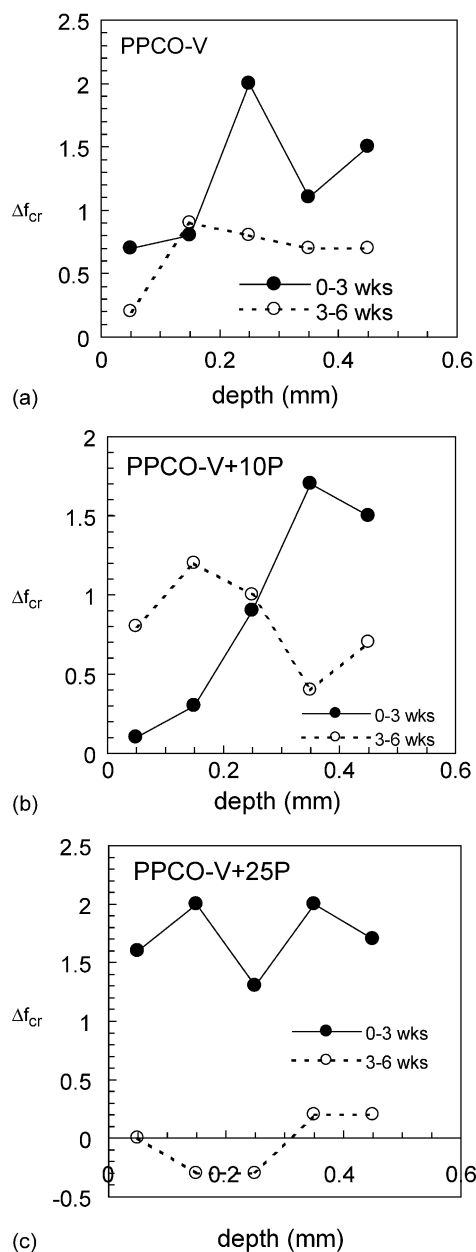 2.5
PPCO-V
2
1.5
Δfcr
1
0.5
0-3 wks
3-6 wks
0
0 0.2 0.4 0.6
(a)
depth (mm)
2
PPCO-V+10P
1.5
Δfcr
1
0.5
0-3 wks
3-6 wks
0
0 0.2 0.4 0.6
(b)
depth (mm)
2.5
PPCO-V+25P
2
1.5
Δfcr
1
0-3 wks
3-6 wks
0.5
0
0 0.2 0.4 0.6
-0.5
(c)
depth (mm)